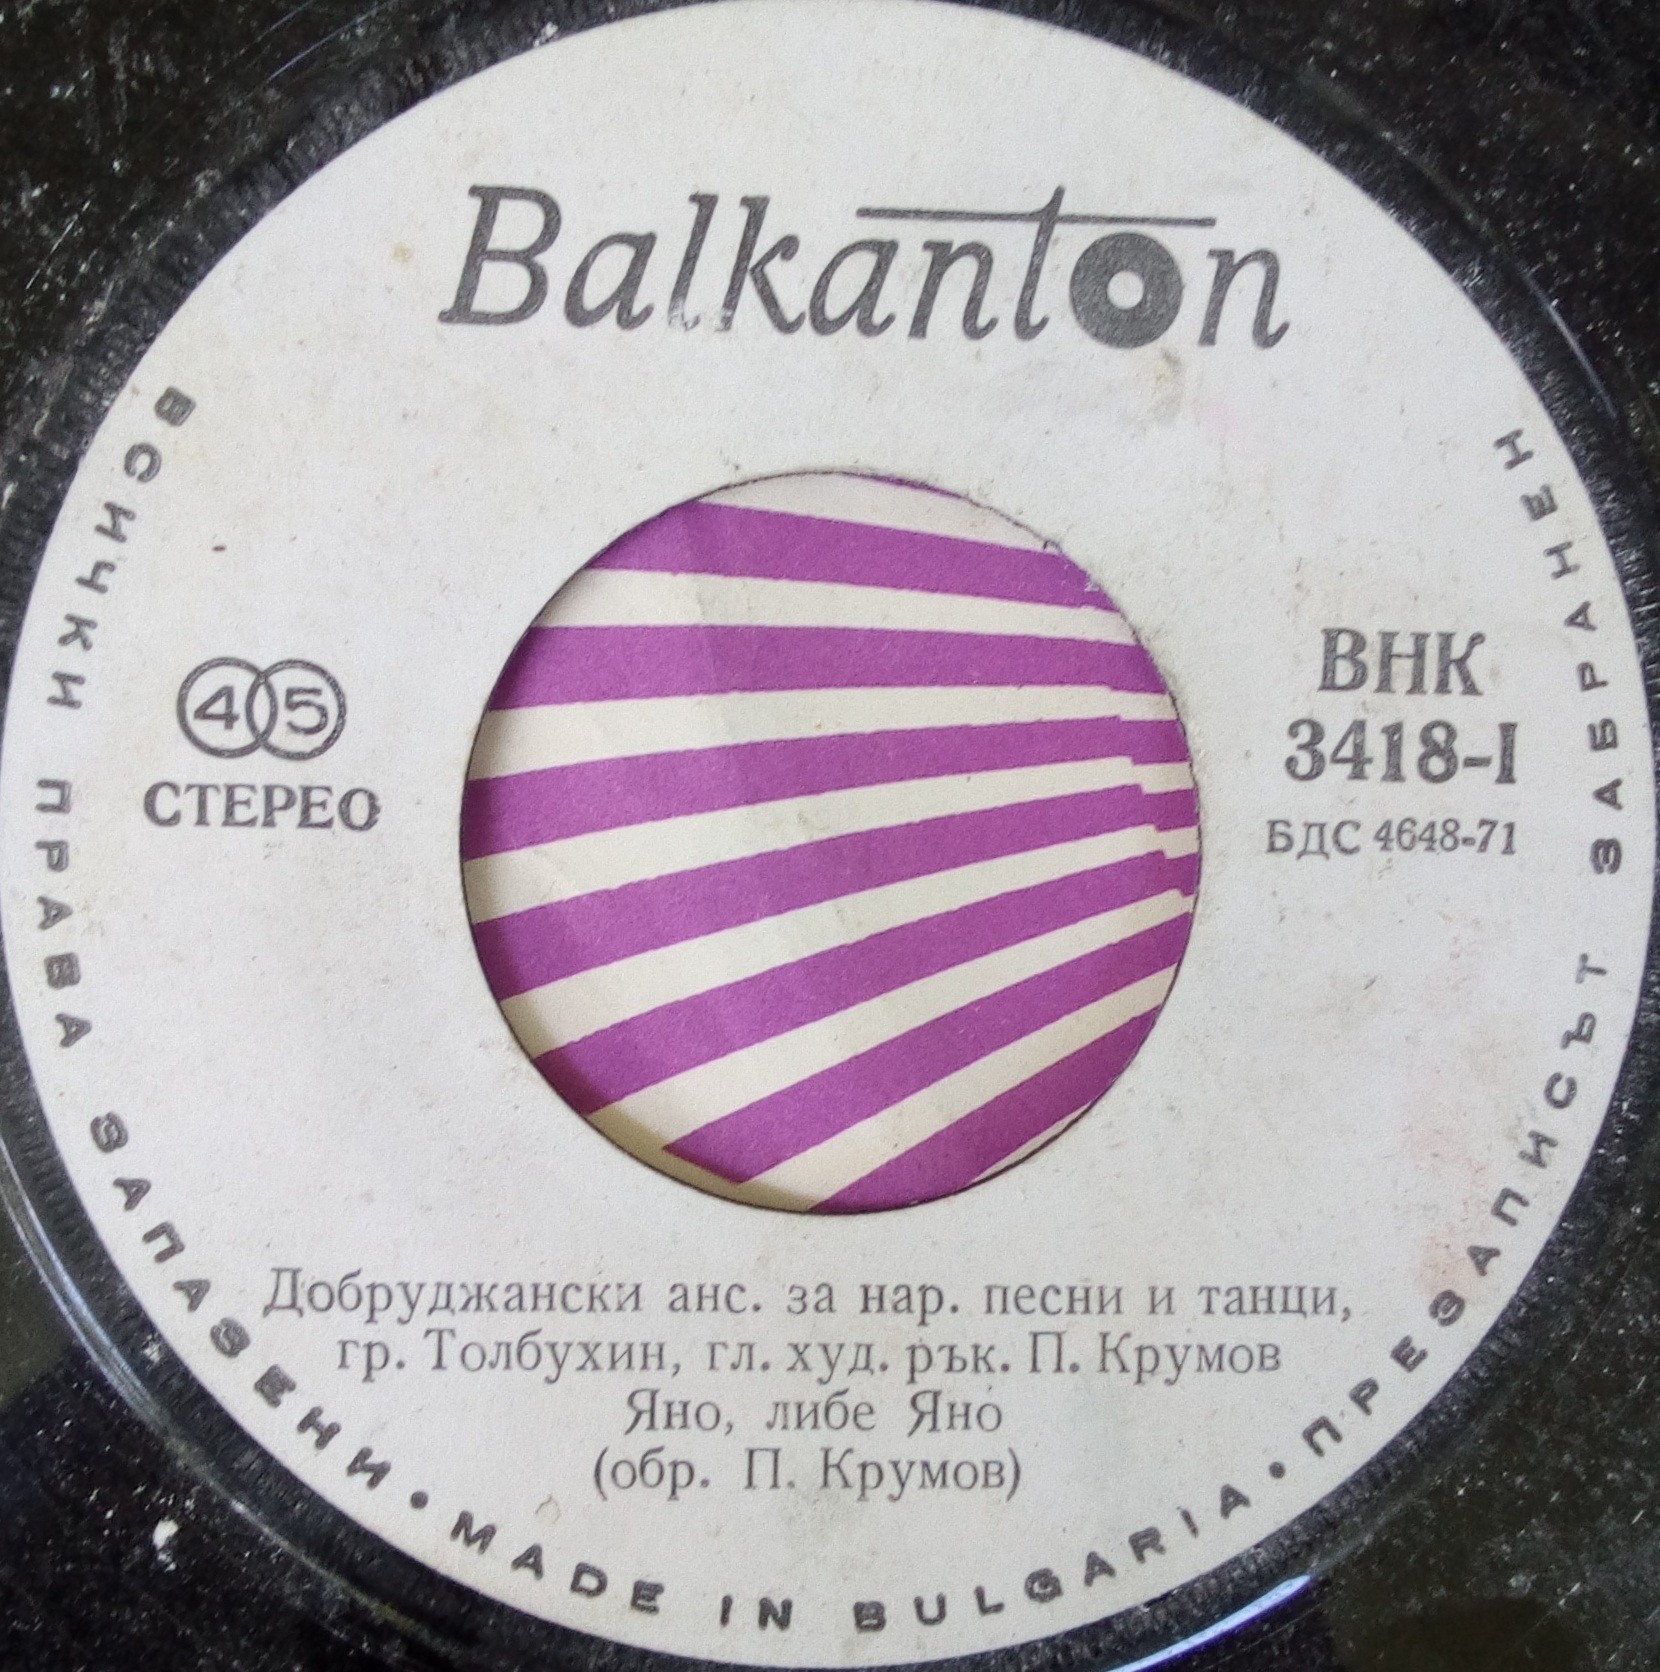 Balkanton
45
СТЕРЕО
ВНК
3418-I
БДС 4648-71
Добруджански анс. за нар. песни и танци,
гр. Толбухин, гл. худ. рък. П. Крумов
Яно, либе Яно
(обр. П. Крумов)
ВСИЧКИ ПРАВА ЗАПАЗЕНИ • MADE IN BULGARIA • ПРЕЗАПИСЪТ ЗАБРАНЕН